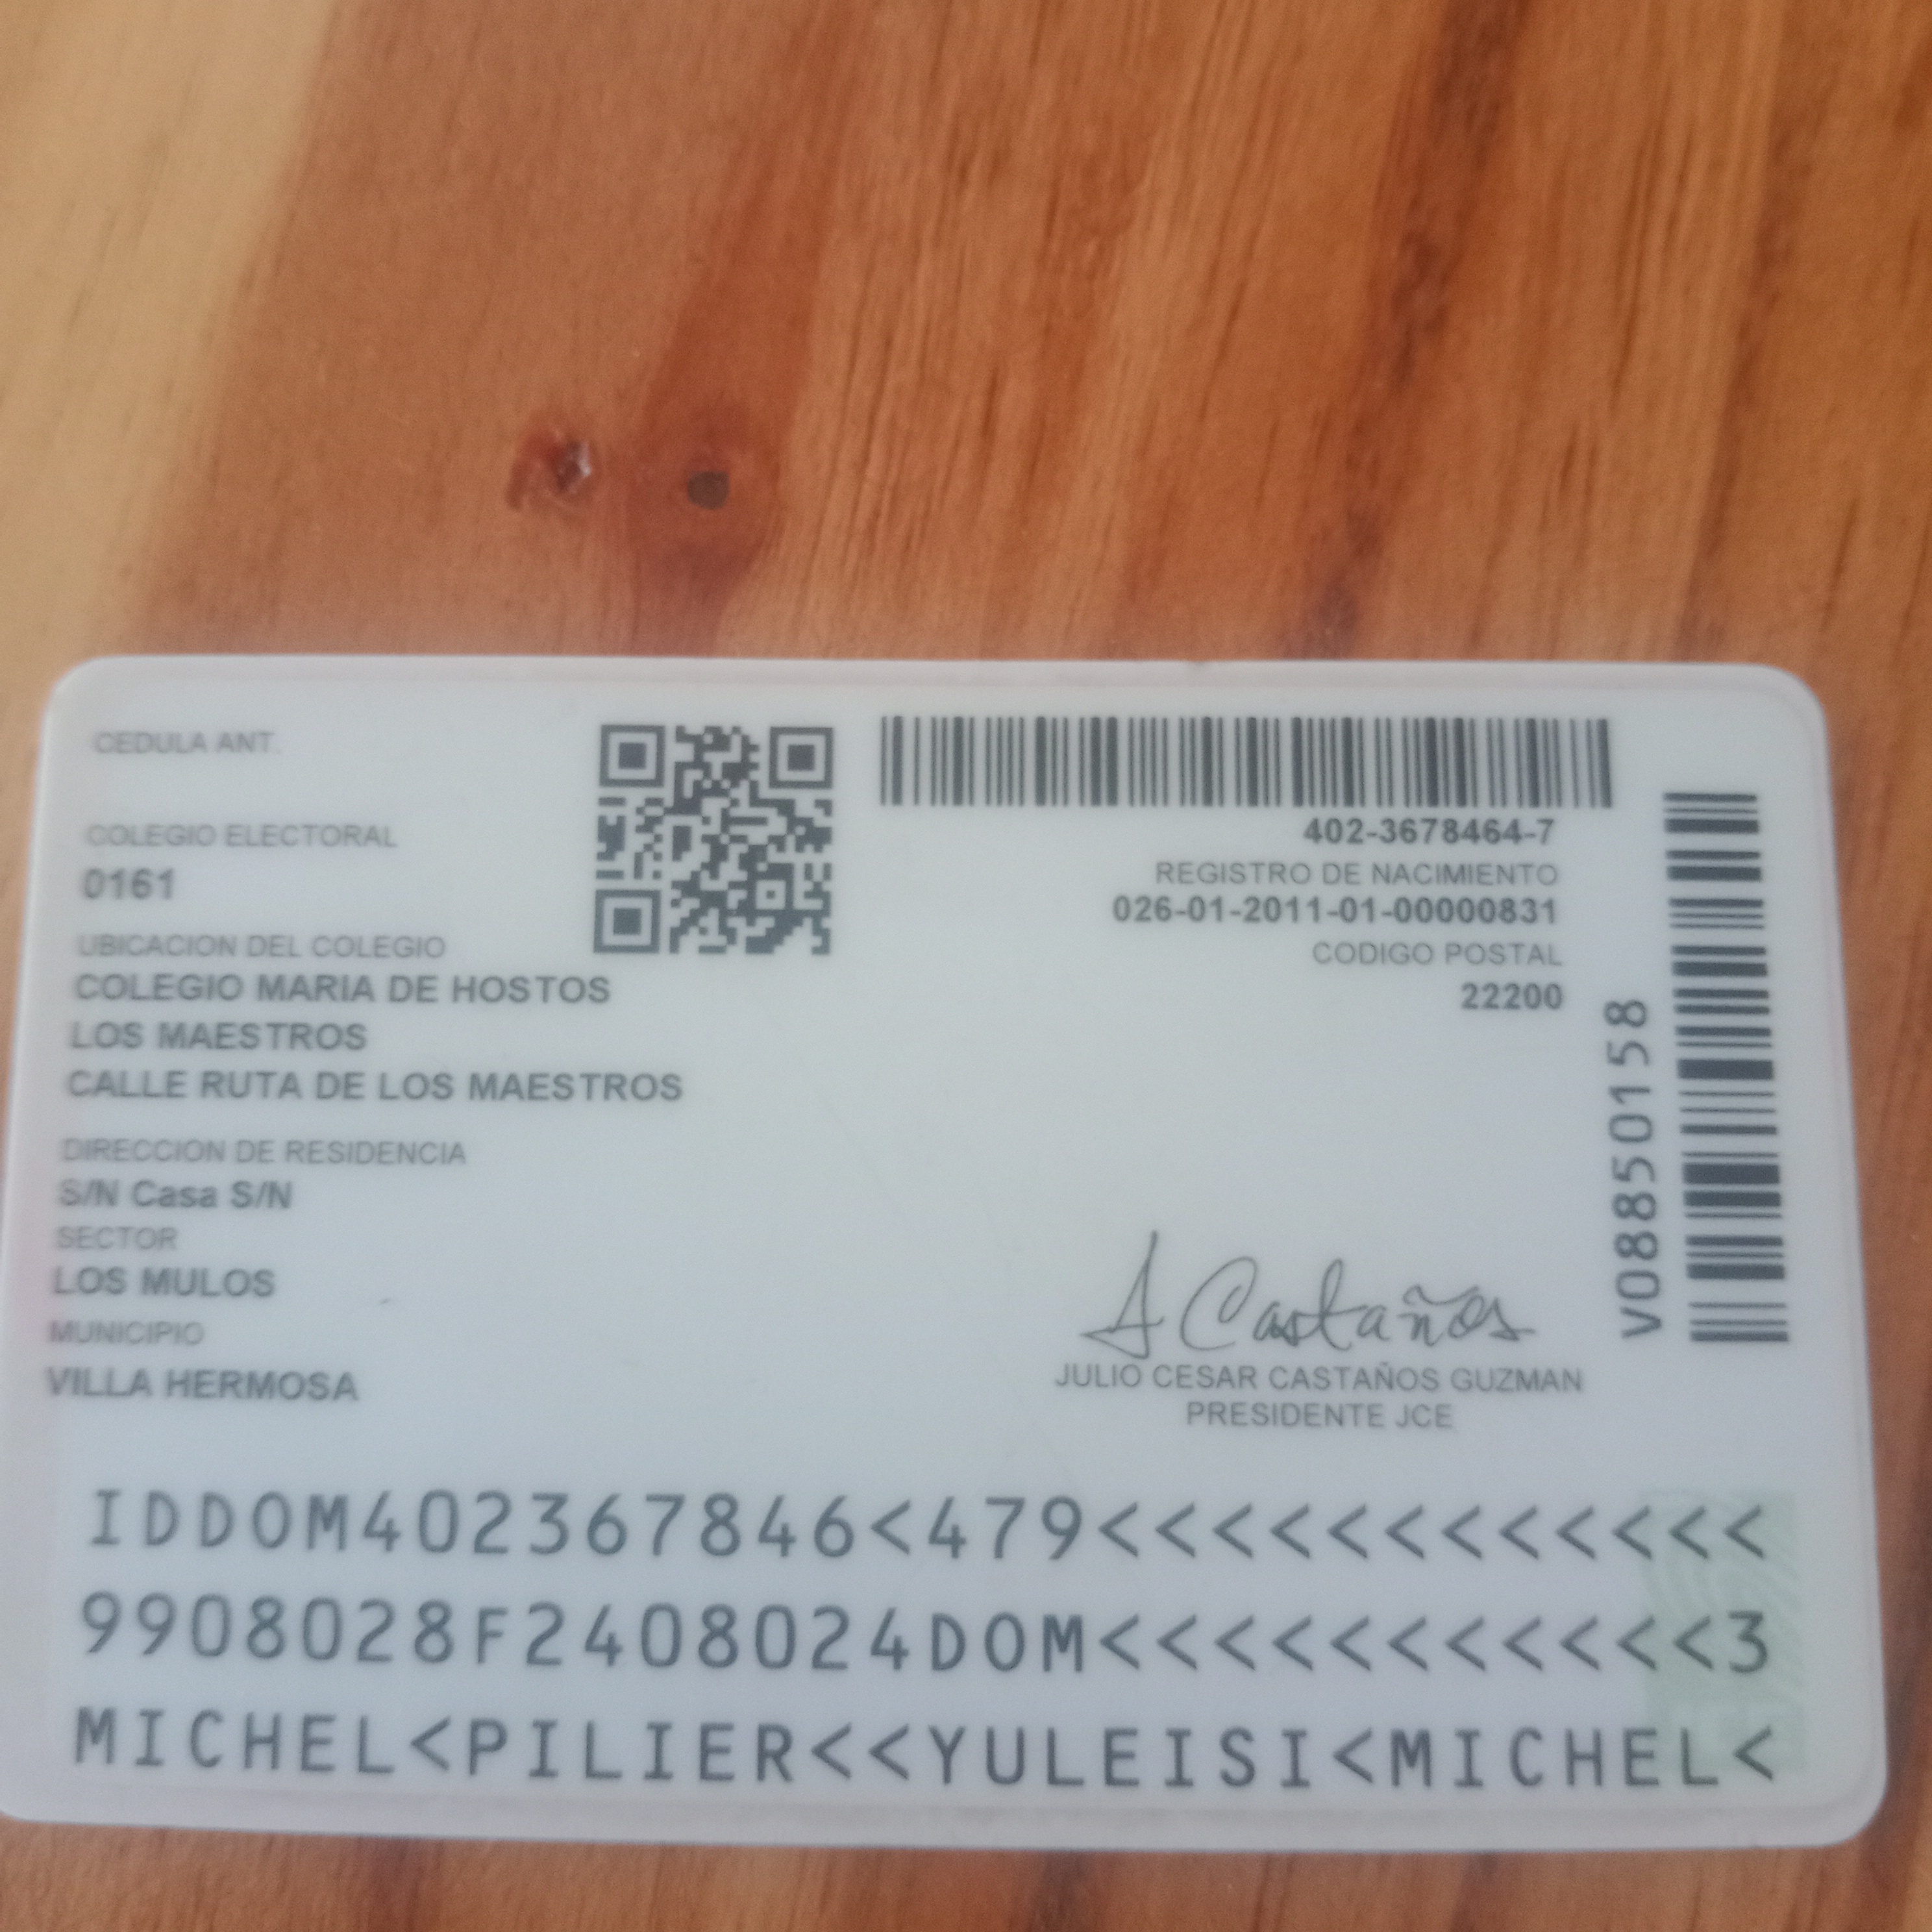 CEDULA ANT.
COLEGIO ELECTORAL
0161
UBICACION DEL COLEGIO
COLEGIO MARIA DE HOSTOS
LOS MAESTROS
CALLE RUTA DE LOS MAESTROS
DIRECCION DE RESIDENCIA
S/N Casa S/N
SECTOR
LOS MULOS
MUNICIPIO
VILLA HERMOSA
402-3678464-7
REGISTRO DE NACIMIENTO
026-01-2011-01-00000831
CODIGO POSTAL
22200
V08850158
J Castaños
JULIO CESAR CASTAÑOS GUZMAN
PRESIDENTE JCE
IDDOM402367846<479<<<<<<<<<<<<
9908028F2408024DOM<<<<<<<<<<<3
MICHEL<PILIER<<YULEISI<MICHEL<